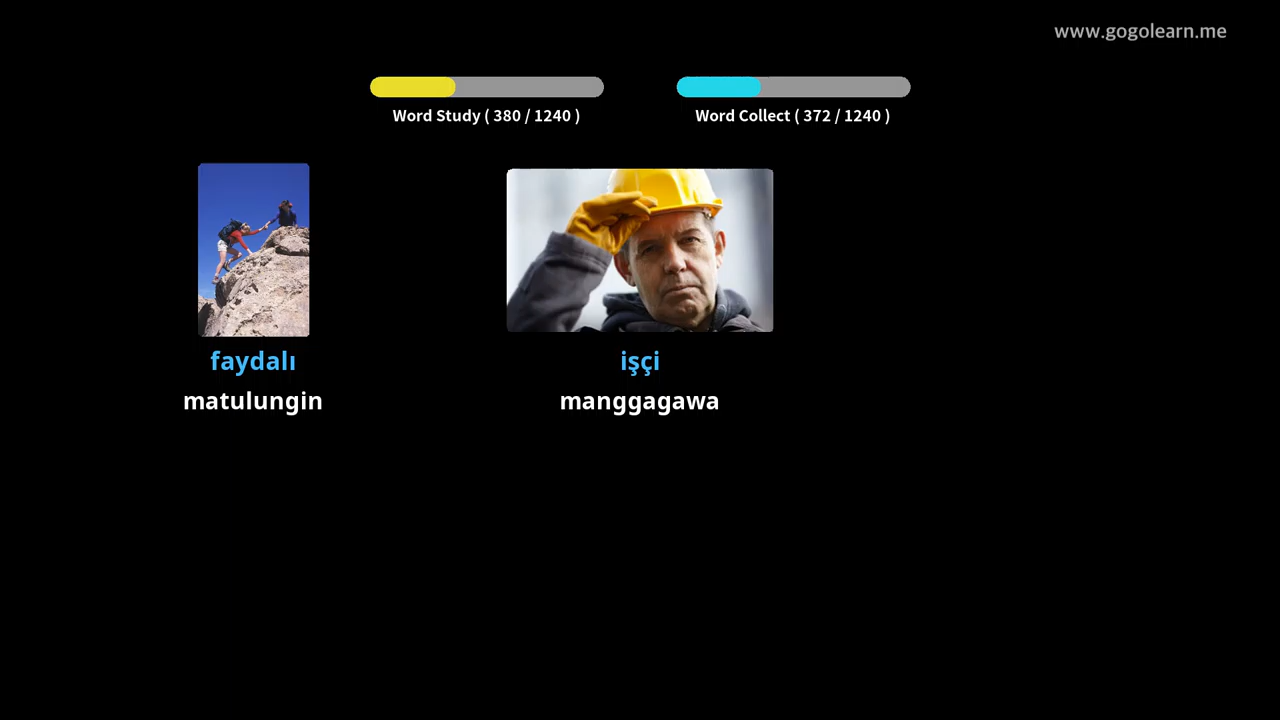 www.gogolearn.me
Word Study ( 380 / 1240 )
Word Collect ( 372 / 1240 )
faydalı
işçi
matulungin
manggagawa